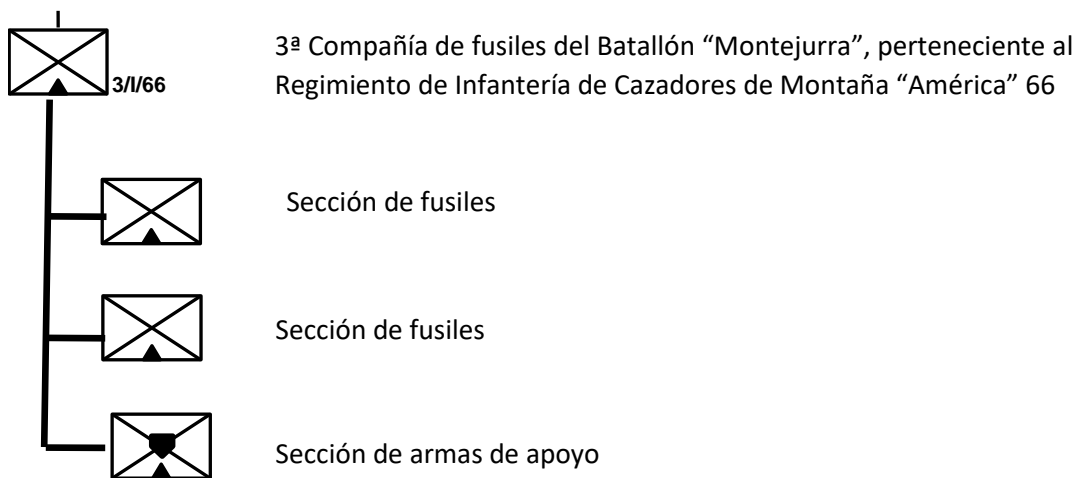 3ª Compañía de fusiles del Batallón “Montejurra”, perteneciente al
3/I/66
Regimiento de Infantería de Cazadores de Montaña “América” 66
Sección de fusiles
Sección de fusiles
Sección de armas de apoyo